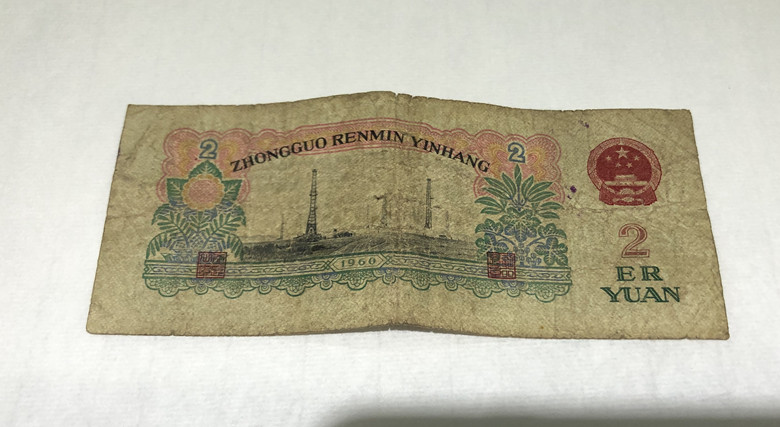 2
ZHONGGUO RENMIN YINHANG
2
1960
2
ER
YUAN